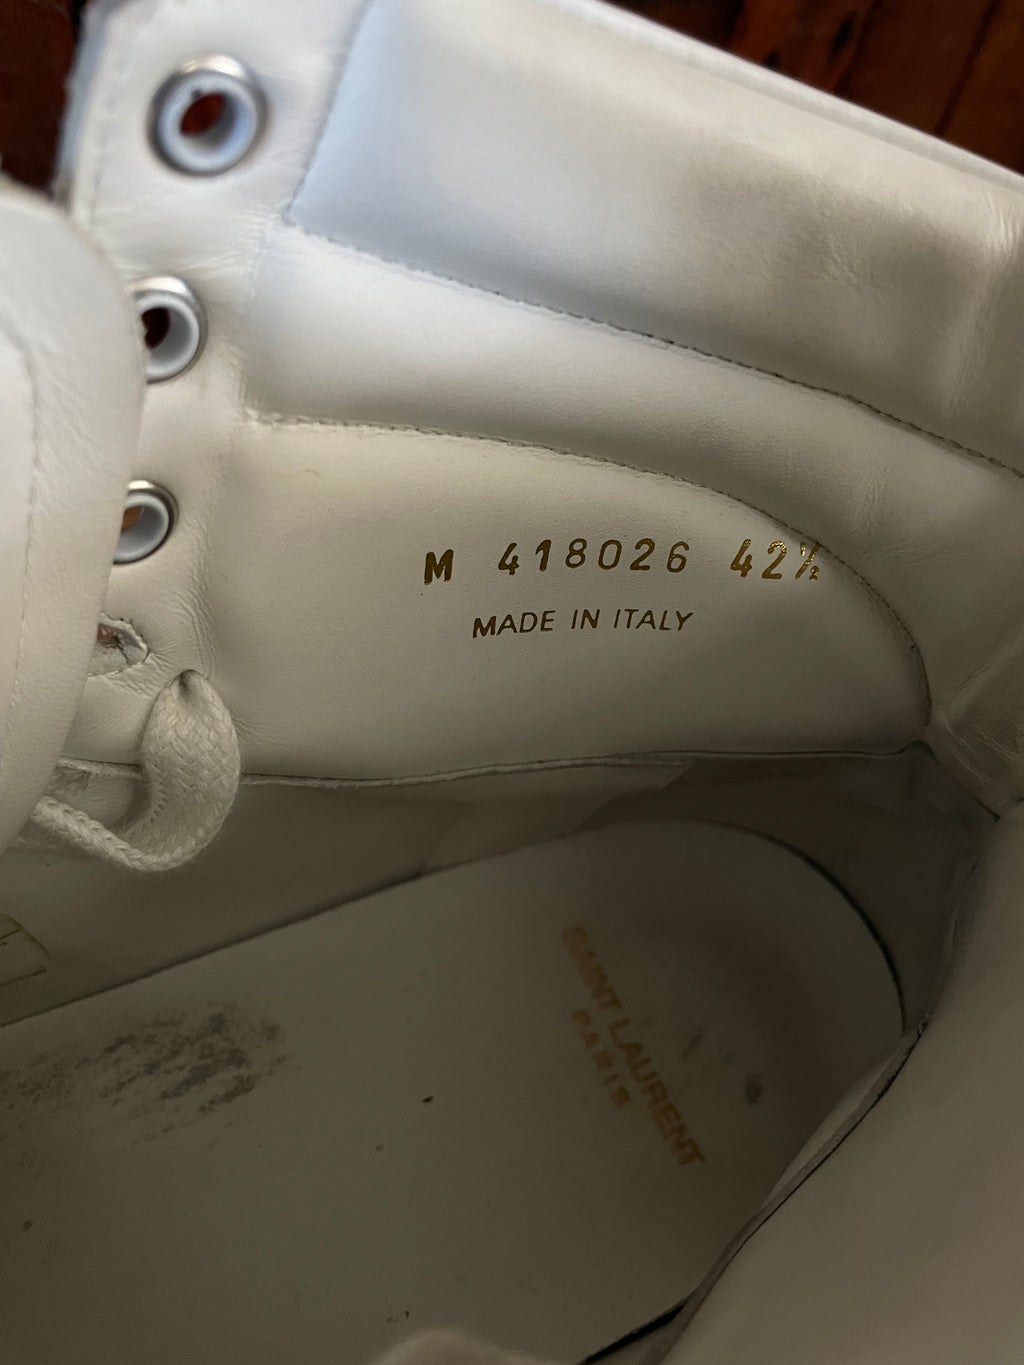 M 418026 42½
MADE IN ITALY
SAINT LAURENT
PARIS